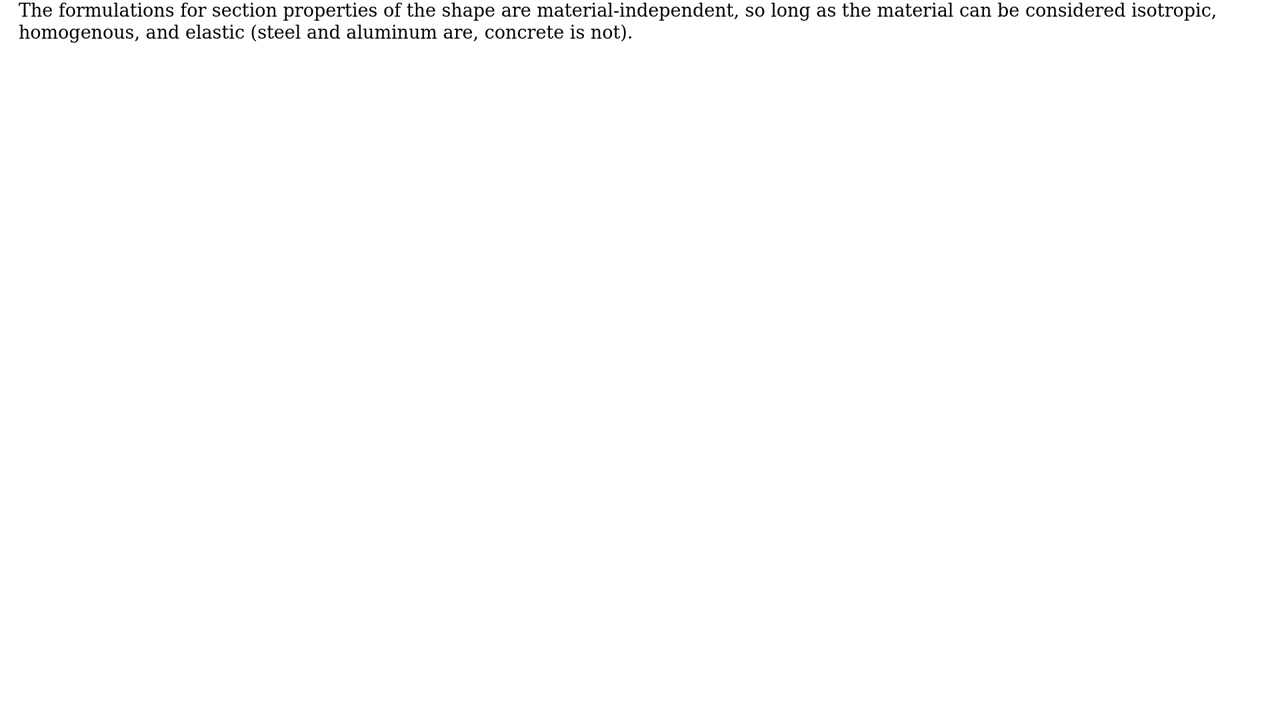 The formulations for section properties of the shape are material-independent, so long as the material can be considered isotropic,
homogenous, and elastic (steel and aluminum are, concrete is not).